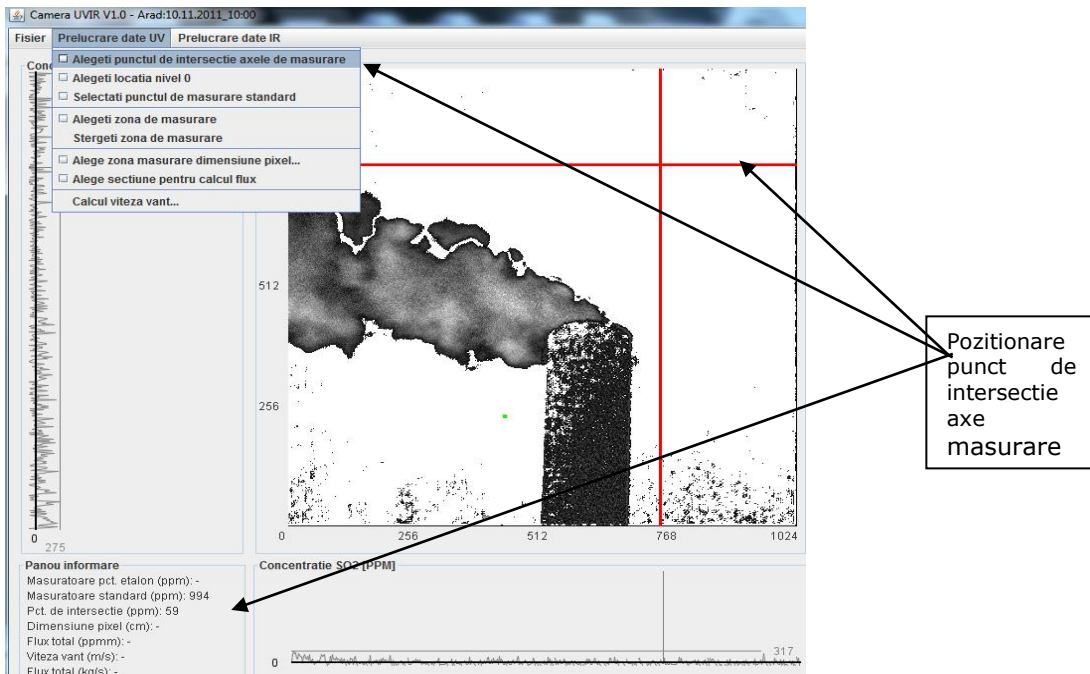 Camera UVIR V1.0 - Arad:10.11.2011_10:00
Fisier Prelucrare date UV Prelucrare date IR
Alegeti punctul de intersectie axele de masurare
Alegeti locatia nivel 0
Selectati punctul de masurare standard
Alegeti zona de masurare
Stergeti zona de masurare
Alege zona masurare dimensiune pixel...
Alege sectiune pentru calcul flux
Calcul viteza vant...
512
256
0
275
0 256 512 768 1024
Pozitionare
punct de
intersectie
axe
masurare
Panou informare
Masuratoare pct. etalon (ppm): -
Masuratoare standard (ppm): 994
Pct. de intersectie (ppm): 59
Dimensiune pixel (cm): -
Flux total (ppmm): -
Viteza vant (m/s): -
Flux total (kg/s): -
Concentratie SO2 [PPM]
317
0